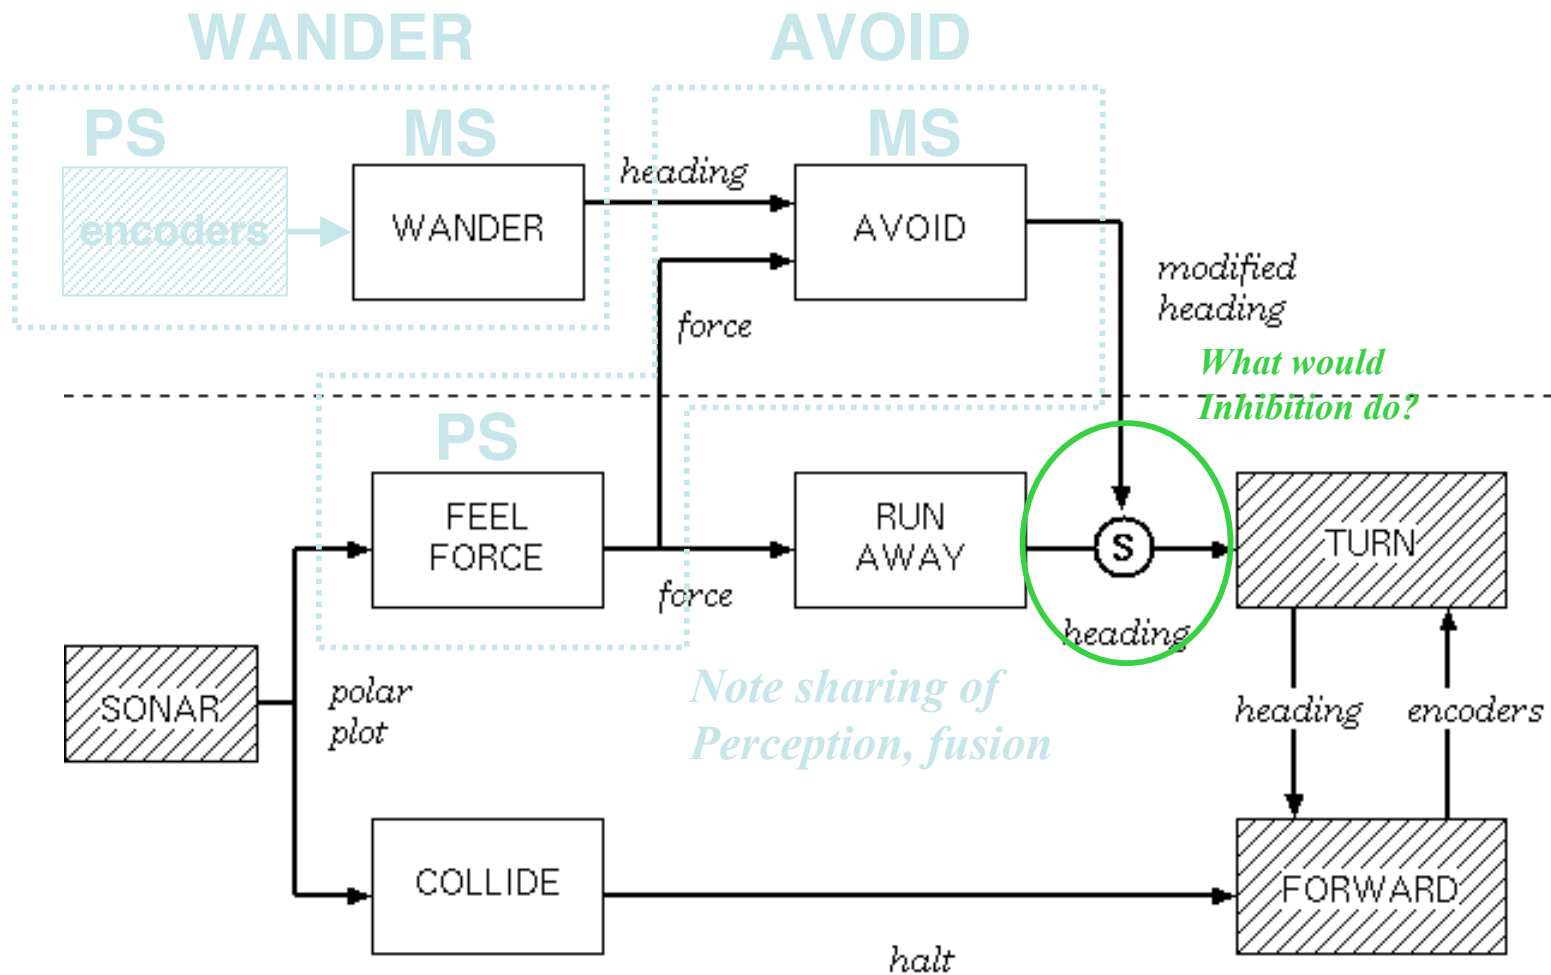 WANDER
AVOID
PS
MS
MS
encoders
WANDER
heading
AVOID
force
modified
heading
What would
Inhibition do?
PS
FEEL
FORCE
force
RUN
AWAY
S
heading
TURN
SONAR
polar
plot
Note sharing of
Perception, fusion
heading
encoders
COLLIDE
halt
FORWARD